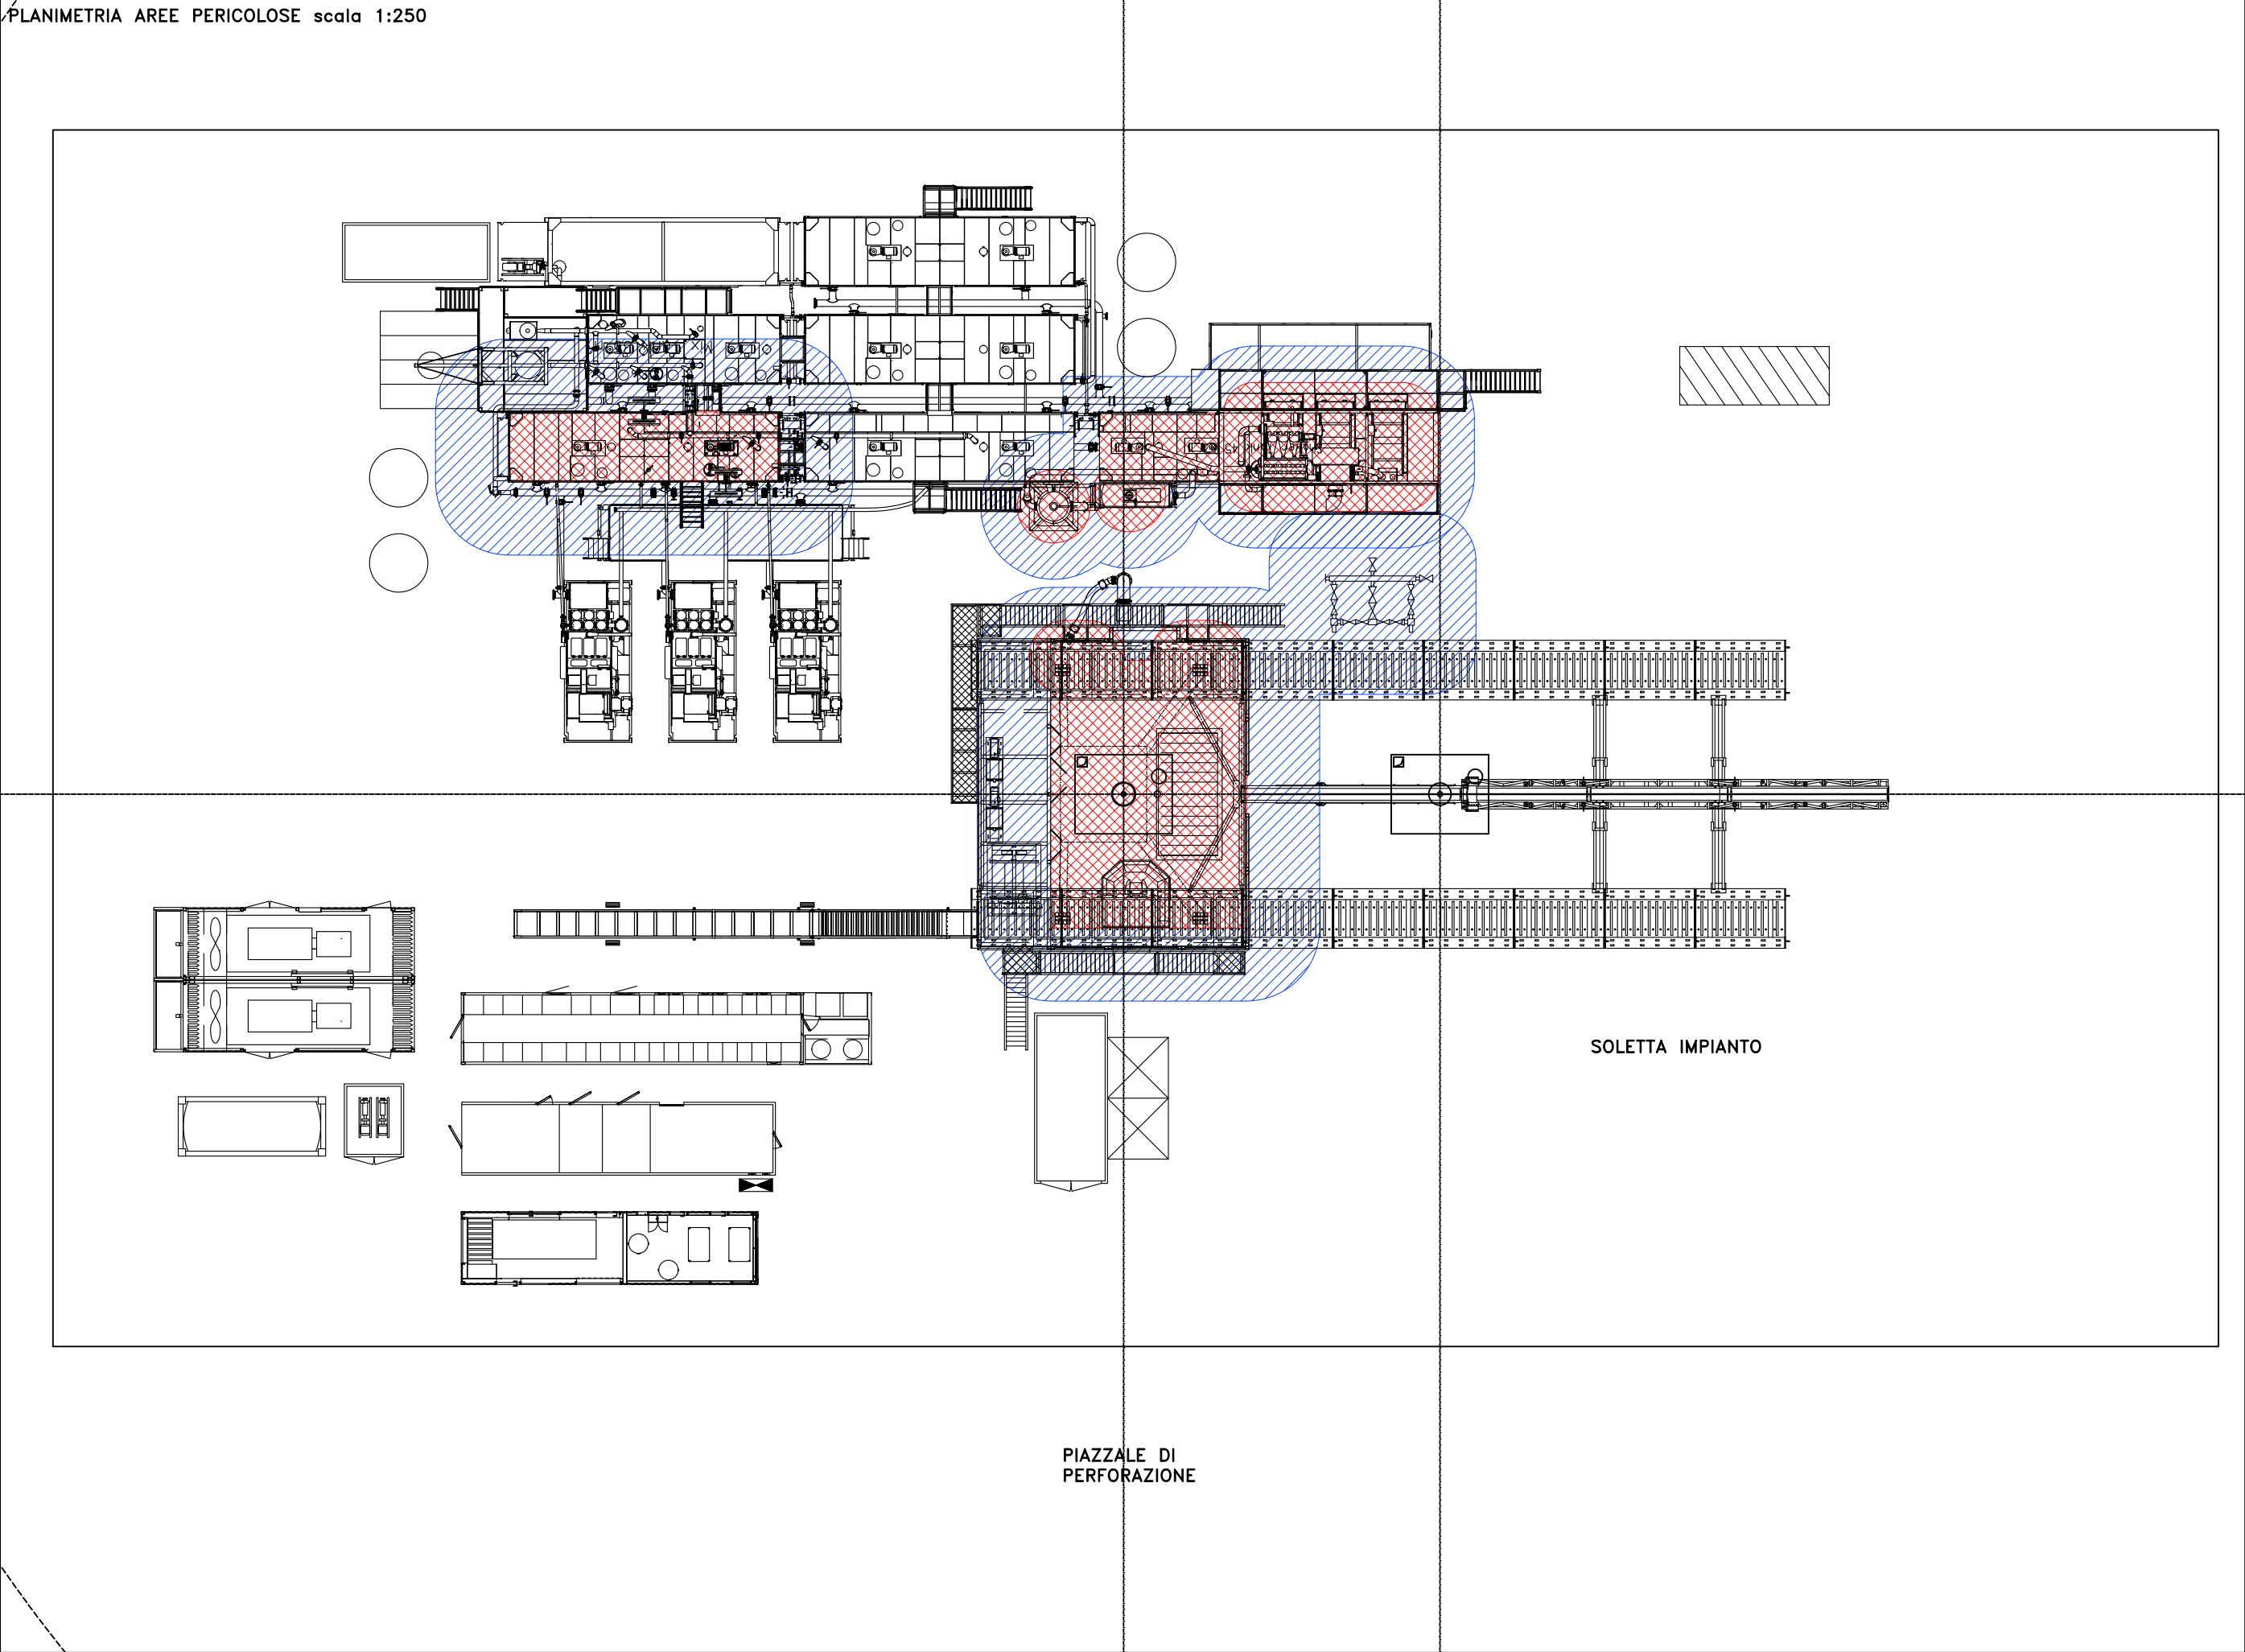 PLANIMETRIA AREE PERICOLOSE scala 1:250
SOLETTA IMPIANTO
PIAZZALE DI
PERFORAZIONE